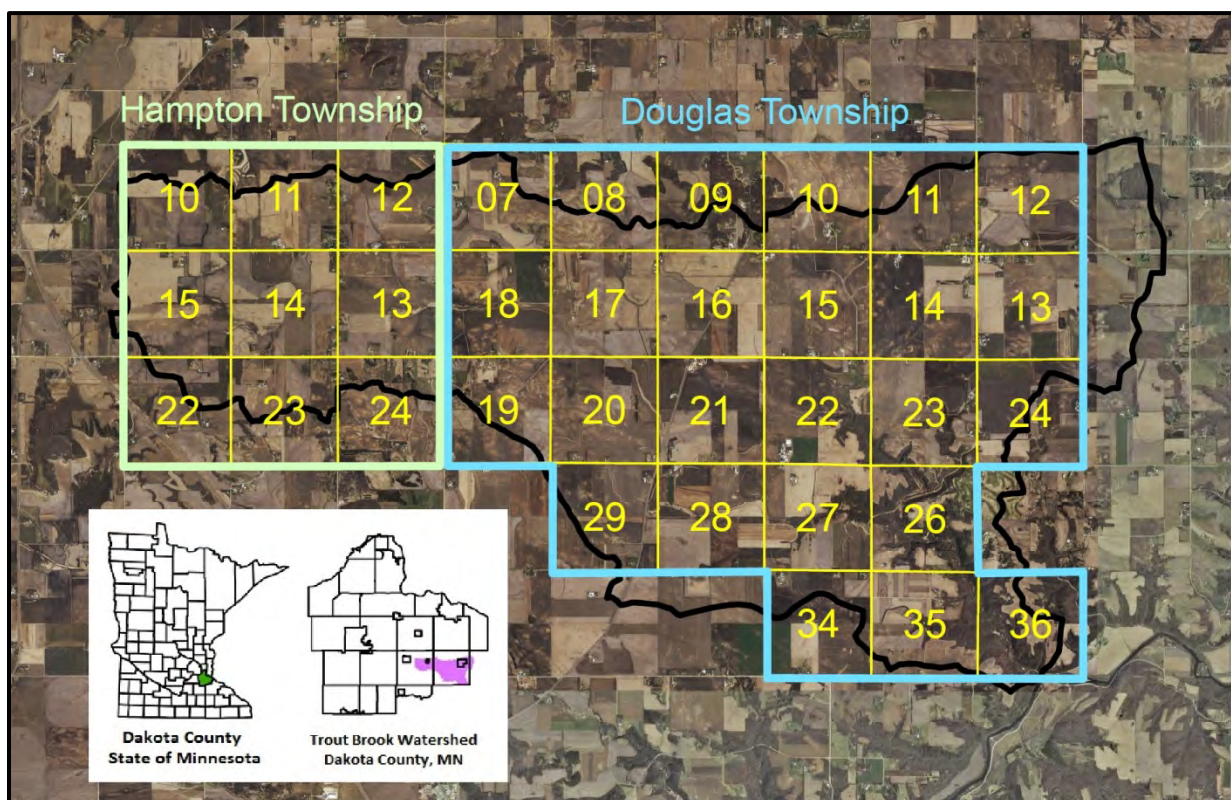 Hampton Township
Douglas Township
10 11 12 07 08 09 10 11 12
15 14 13 18 17 16 15 14 13
22 23 24 19 20 21 22 23 24
29 28 27 26
34 35 36
Dakota County
State of Minnesota
Trout Brook Watershed
Dakota County, MN